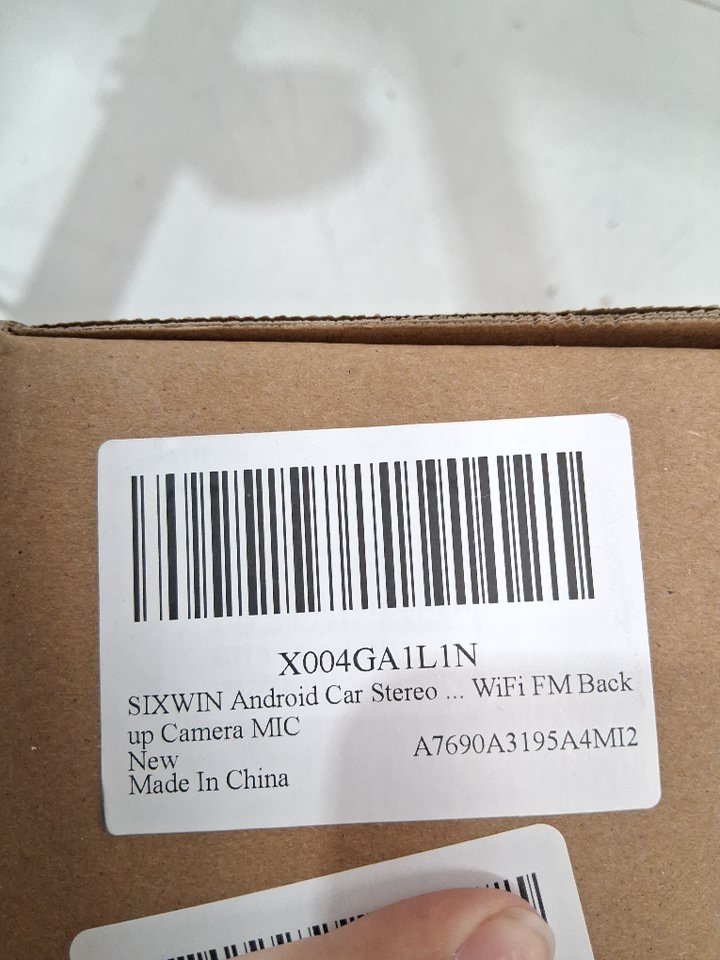 X004GA1L1N
SIXWIN Android Car Stereo ... WiFi FM Back
up Camera MIC
New
A7690A3195A4MI2
Made In China